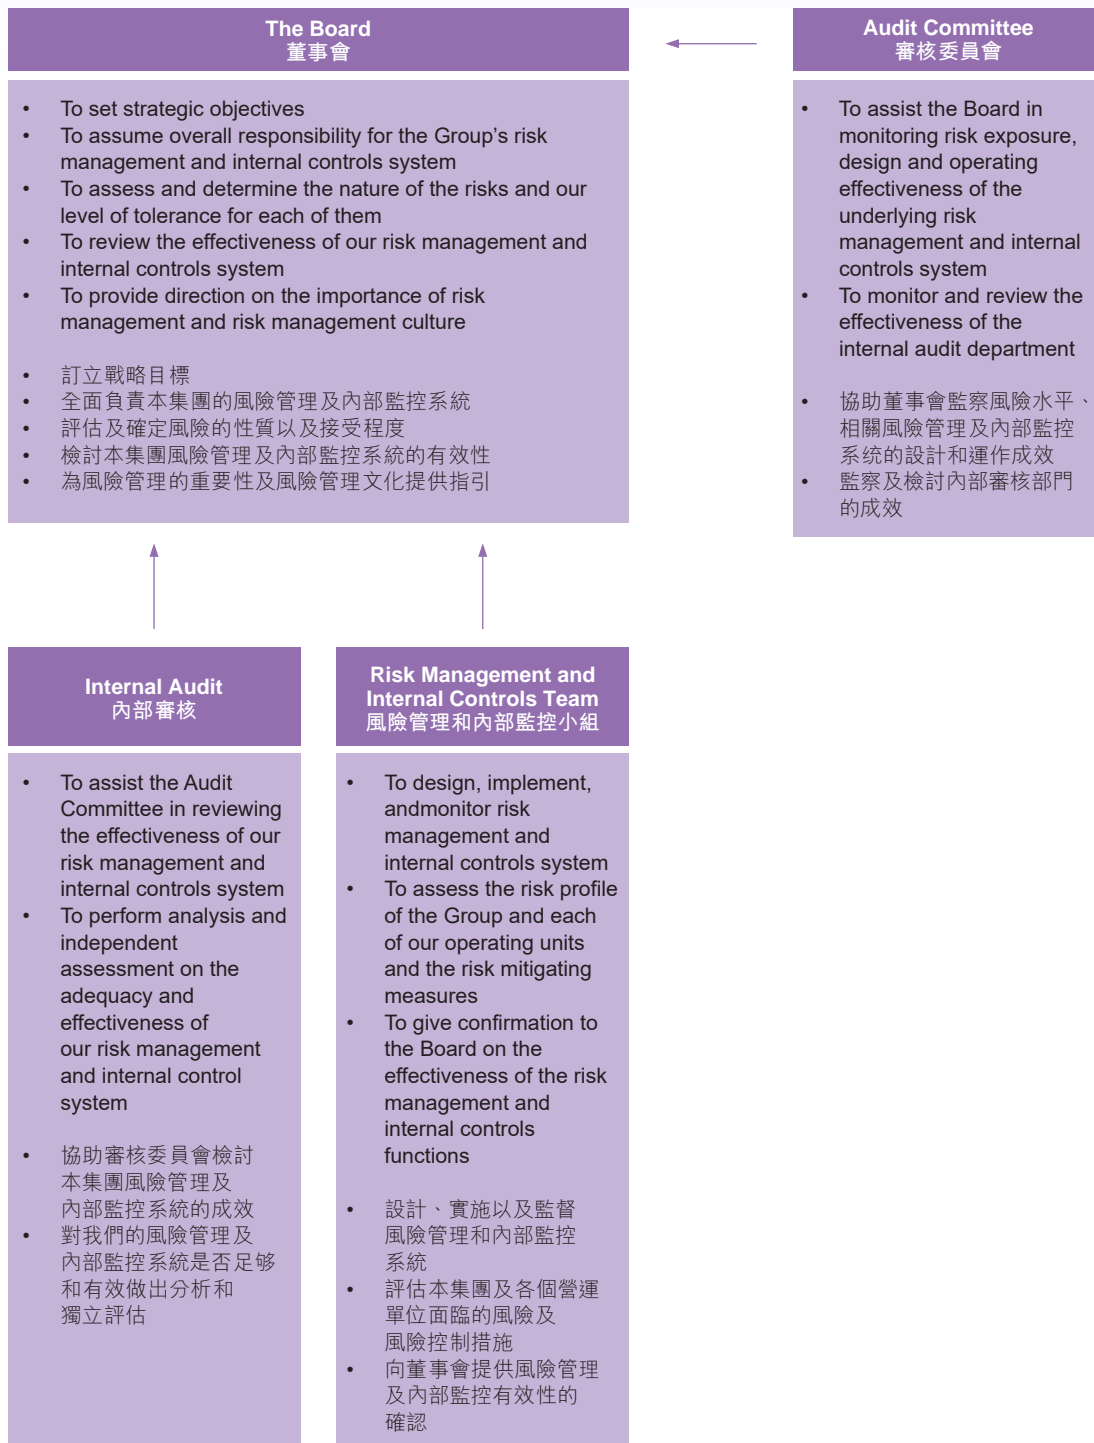 The Board
董事會
• To set strategic objectives
• To assume overall responsibility for the Group's risk
management and internal controls system
• To assess and determine the nature of the risks and our
level of tolerance for each of them
• To review the effectiveness of our risk management and
internal controls system
• To provide direction on the importance of risk
management and risk management culture
• 訂立戰略目標
• 全面負責本集團的風險管理及內部監控系統
• 評估及確定風險的性質以及接受程度
• 檢討本集團風險管理及內部監控系統的有效性
• 為風險管理的重要性及風險管理文化提供指引
Audit Committee
審核委員會
• To assist the Board in
monitoring risk exposure,
design and operating
effectiveness of the
underlying risk
management and internal
controls system
• To monitor and review the
effectiveness of the
internal audit department
• 協助董事會監察風險水平、
相關風險管理及內部監控
系統的設計和運作成效
• 監察及檢討內部審核部門
的成效
Internal Audit
內部審核
• To assist the Audit
Committee in reviewing
the effectiveness of our
risk management and
internal controls system
• To perform analysis and
independent
assessment on the
adequacy and
effectiveness of
our risk management
and internal control
system
• 協助審核委員會檢討
本集團風險管理及
內部監控系統的成效
• 對我們的風險管理及
內部監控系統是否足够
和有效做出分析和
獨立評估
Risk Management and
Internal Controls Team
風險管理和內部監控小組
• To design, implement,
andmonitor risk
management and
internal controls system
• To assess the risk profile
of the Group and each
of our operating units
and the risk mitigating
measures
• To give confirmation to
the Board on the
effectiveness of the risk
management and
internal controls
functions
• 設計、實施以及監督
風險管理和內部監控
系統
• 評估本集團及各個營運
單位面臨的風險及
風險控制措施
• 向董事會提供風險管理
及內部監控有效性的
確認